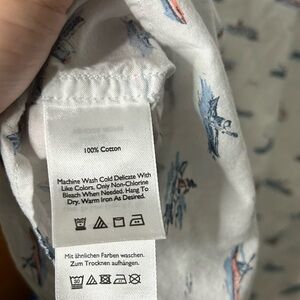 100% Cotton
Machine Wash Cold Delicate With
Like Colors. Only Non-Chlorine
Bleach When Needed. Hang To
Dry. Warm Iron As Desired.
Mit ähnlichen Farben waschen.
Zum Trocknen aufhängen.